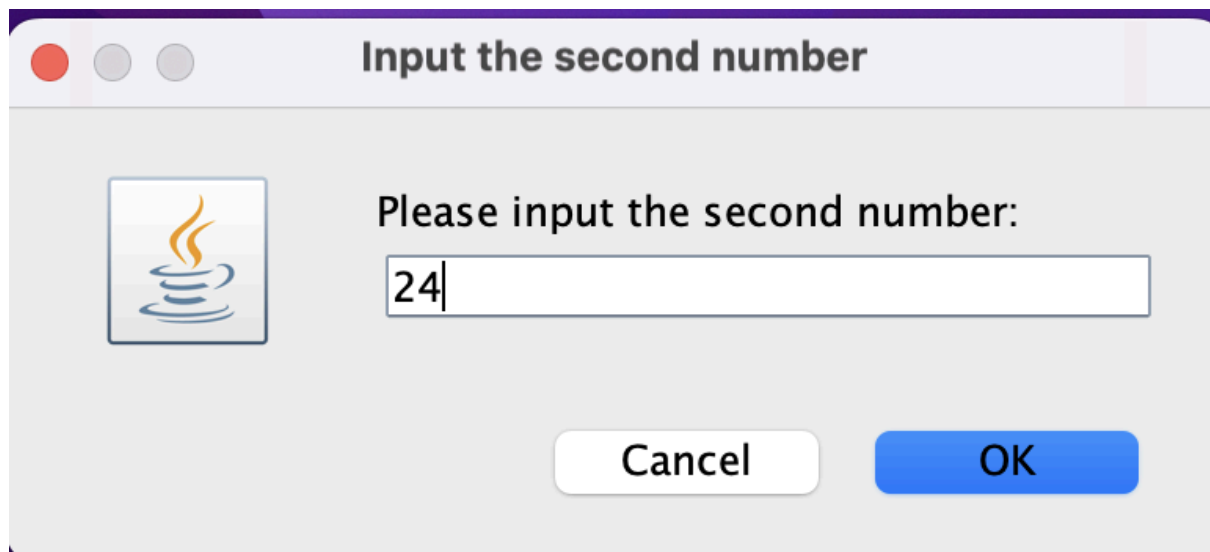 Input the second number
Please input the second number:
24
Cancel OK